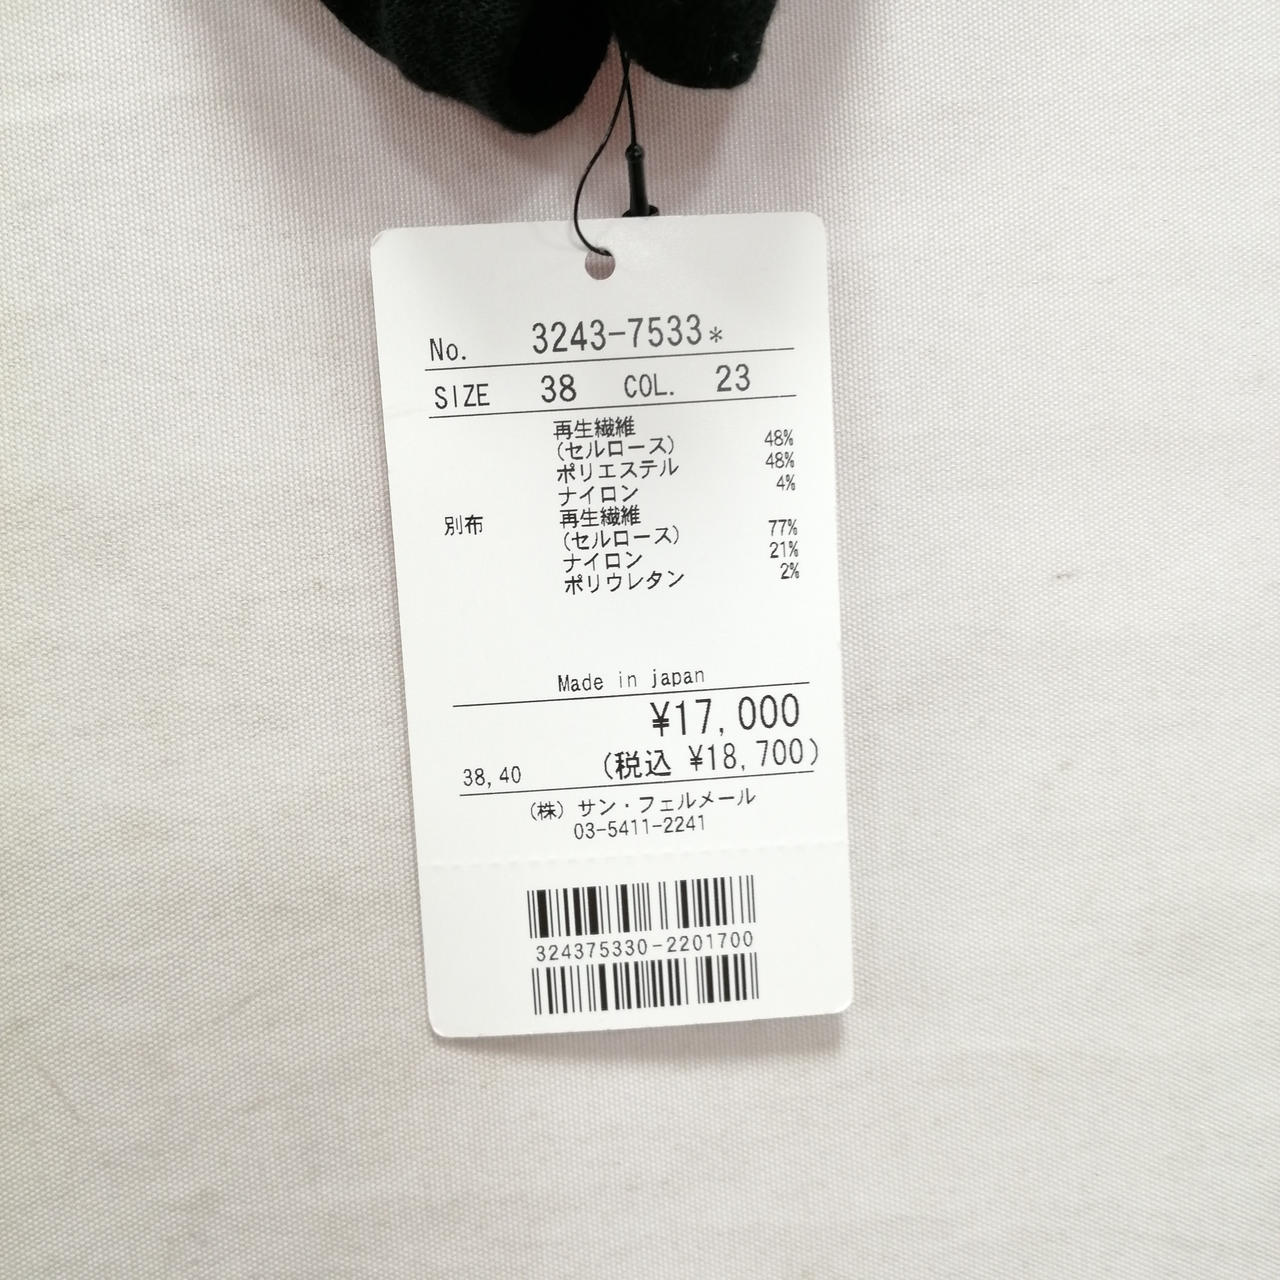 No. 3243-7533*
SIZE 38 COL. 23
再生繊維
(セルロース) 48%
ポリエステル 48%
ナイロン 4%
別布 再生繊維
(セルロース) 77%
ナイロン 21%
ポリウレタン 2%
Made in japan
¥17,000
38,40 (税込 ¥18,700)
(株) サン・フェルメール
03-5411-2241
324375330-2201700